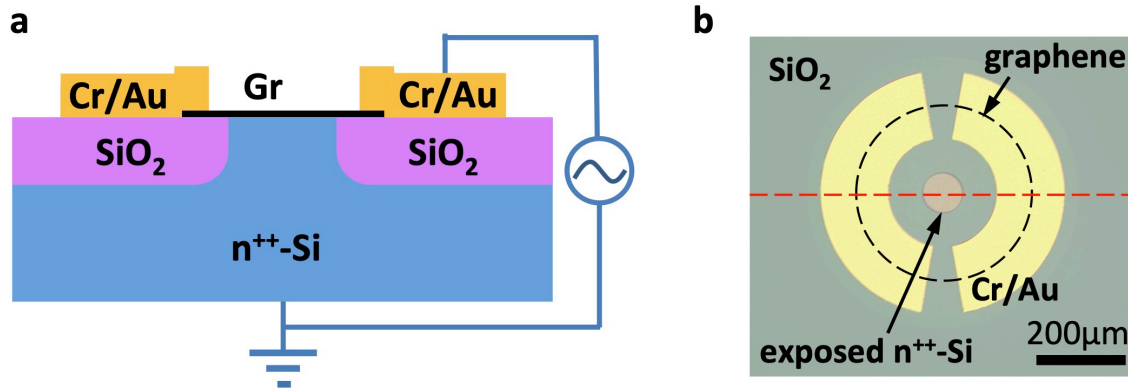 a
Cr/Au
Gr
Cr/Au
SiO₂
SiO₂
n⁺⁺-Si
b
SiO₂
graphene
Cr/Au
exposed n⁺⁺-Si
200μm